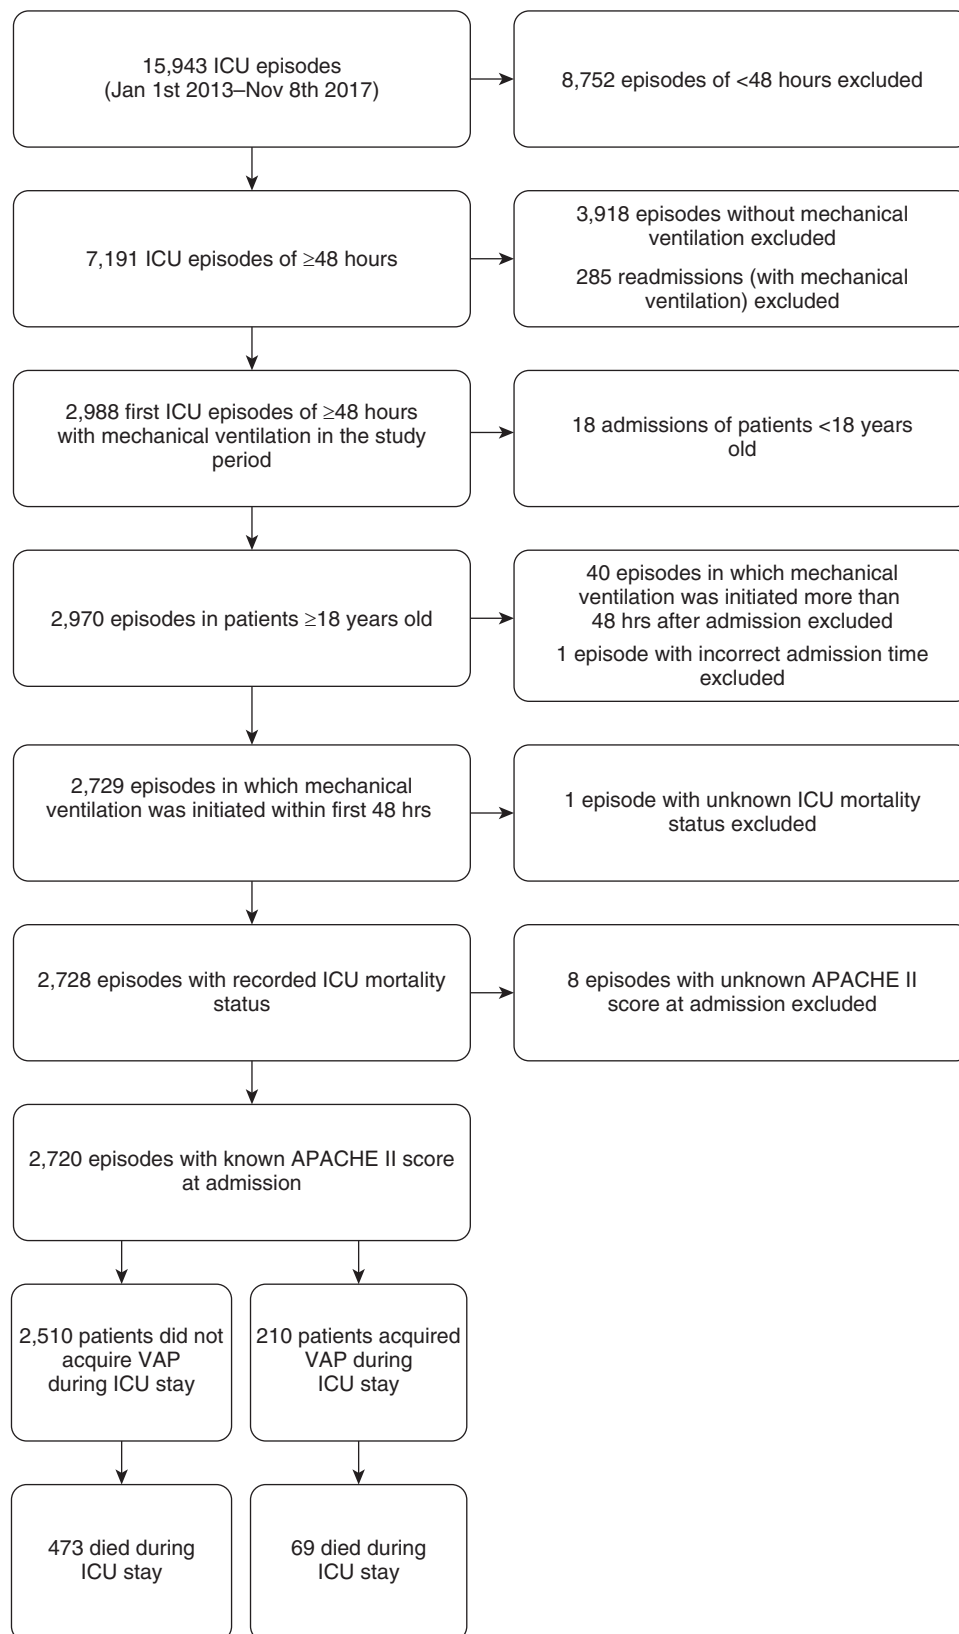 15,943 ICU episodes
(Jan 1st 2013–Nov 8th 2017)
8,752 episodes of <48 hours excluded
7,191 ICU episodes of ≥48 hours
3,918 episodes without mechanical
ventilation excluded
285 readmissions (with mechanical
ventilation) excluded
2,988 first ICU episodes of ≥48 hours
with mechanical ventilation in the study
period
18 admissions of patients <18 years
old
2,970 episodes in patients ≥18 years old
40 episodes in which mechanical
ventilation was initiated more than
48 hrs after admission excluded
1 episode with incorrect admission time
excluded
2,729 episodes in which mechanical
ventilation was initiated within first 48 hrs
1 episode with unknown ICU mortality
status excluded
2,728 episodes with recorded ICU mortality
status
8 episodes with unknown APACHE II
score at admission excluded
2,720 episodes with known APACHE II score
at admission
2,510 patients did not
acquire VAP
during ICU stay
210 patients acquired
VAP during
ICU stay
473 died during
ICU stay
69 died during
ICU stay